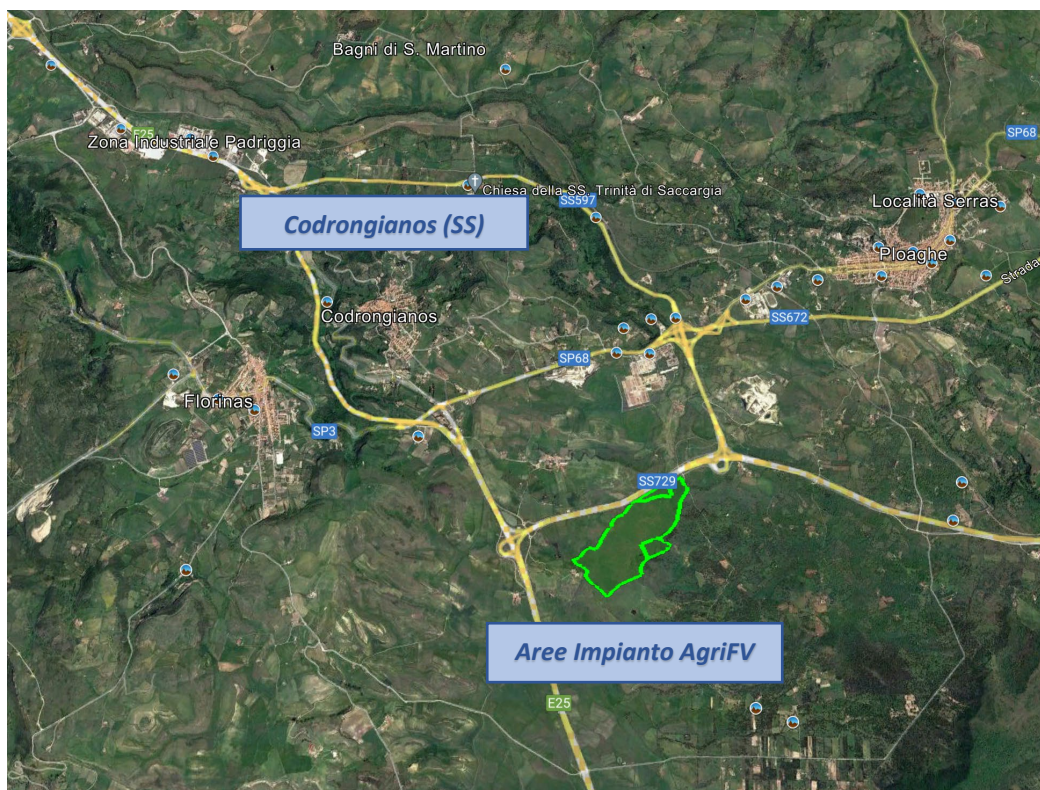 Bagni di S. Martino
E25
Zona Industriale Padriggia
SP68
Chiesa della SS. Trinità di Saccargia
SS597
Località Serras
Codrongianos (SS)
Ploaghe
Strada
Codrongianos
SS672
SP68
Florinas
SP3
SS729
Aree Impianto AgriFV
E25